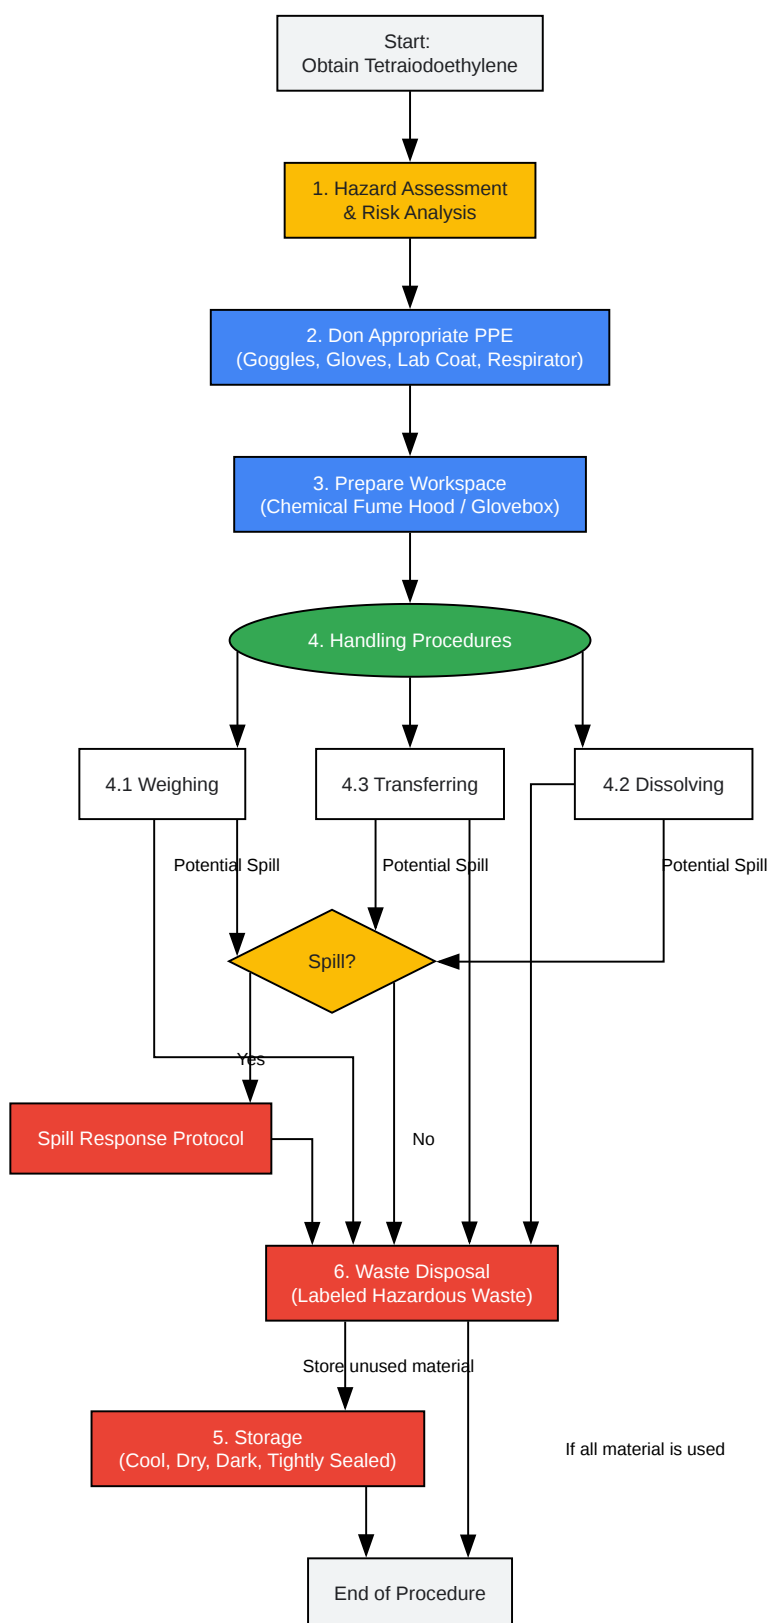 Start:
Obtain Tetraiodoethylene
1. Hazard Assessment
& Risk Analysis
2. Don Appropriate PPE
(Goggles, Gloves, Lab Coat, Respirator)
3. Prepare Workspace
(Chemical Fume Hood / Glovebox)
4. Handling Procedures
4.1 Weighing
4.3 Transferring
4.2 Dissolving
Potential Spill
Potential Spill
Potential Spill
Spill?
Yes
Spill Response Protocol
No
6. Waste Disposal
(Labeled Hazardous Waste)
Store unused material
5. Storage
(Cool, Dry, Dark, Tightly Sealed)
If all material is used
End of Procedure